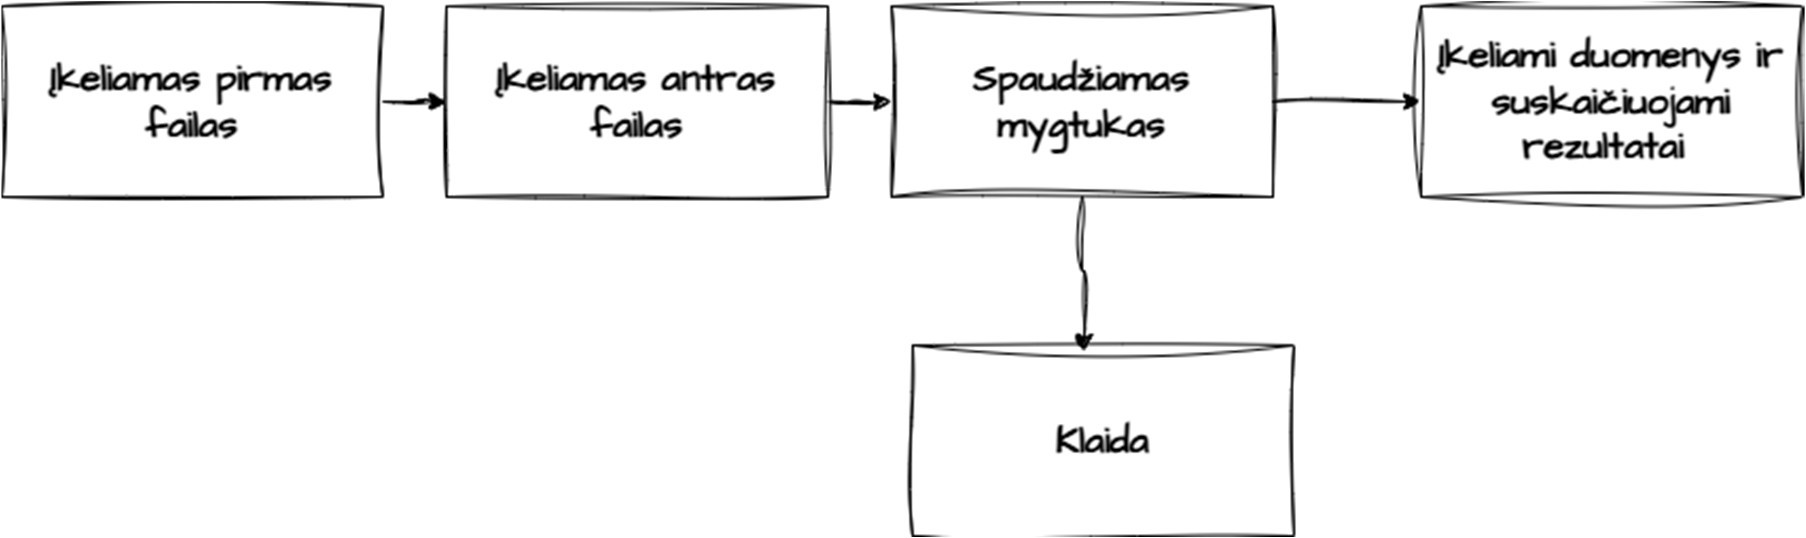 Įkeliamas pirmas
failas
Įkeliamas antras
failas
Spaudžiamas
mygtukas
Įkeliami duomenys ir
suskaičiuojami
rezultatai
Klaida